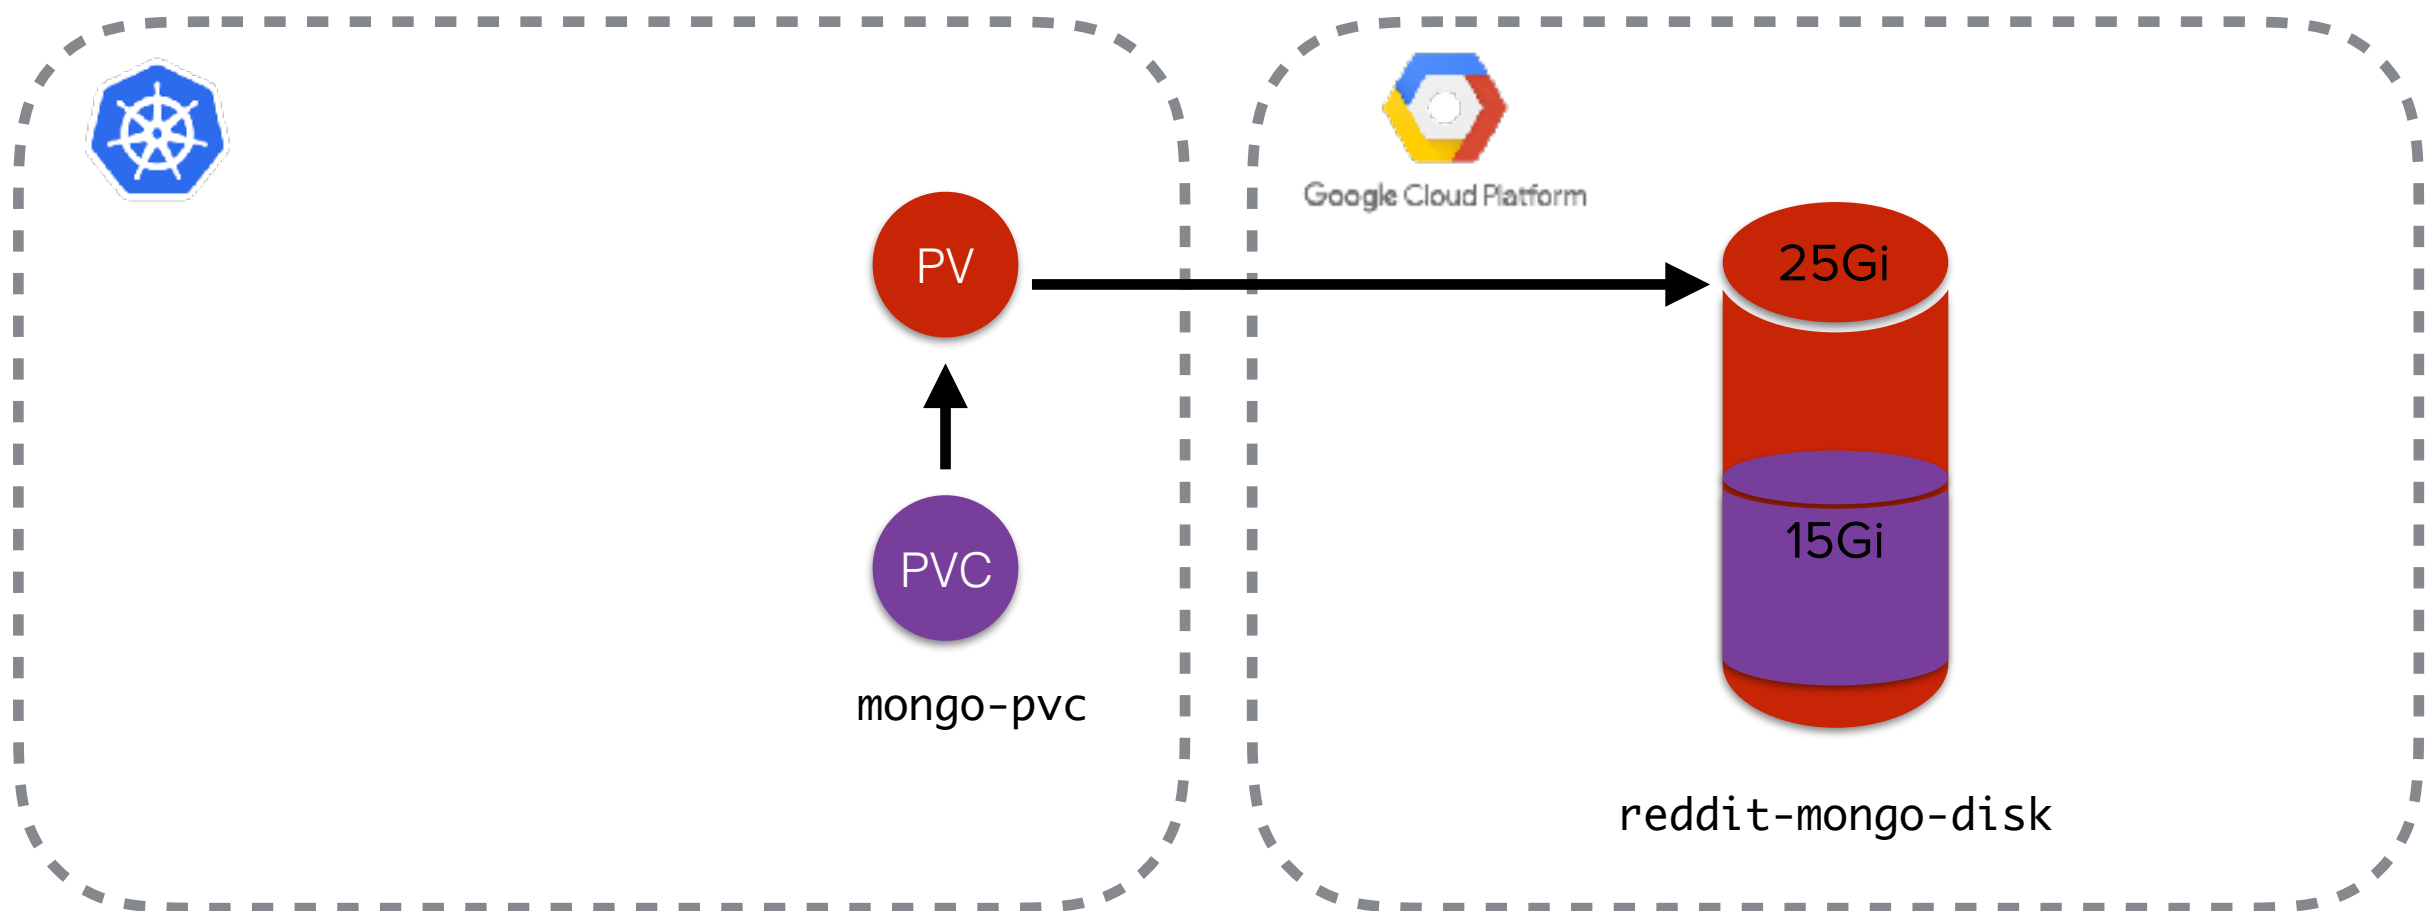 Google Cloud Platform
PV
25Gi
PVC
15Gi
mongo-pvc
reddit-mongo-disk